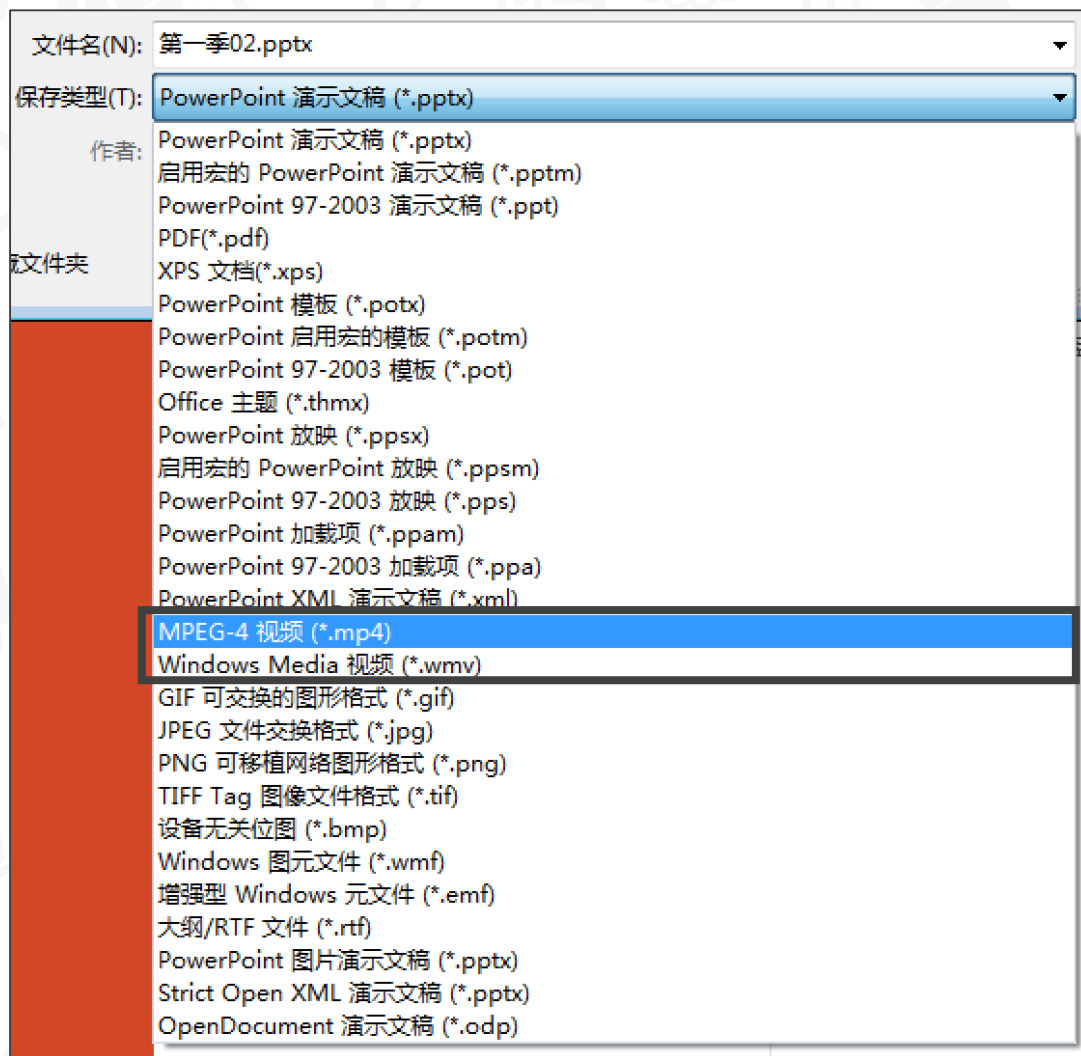 文件名(N): 第一季02.pptx
保存类型(T): PowerPoint 演示文稿 (*.pptx)
作者:
PowerPoint 演示文稿 (*.pptx)
启用宏的 PowerPoint 演示文稿 (*.pptm)
PowerPoint 97-2003 演示文稿 (*.ppt)
PDF(*.pdf)
文件夹
XPS 文档(*.xps)
PowerPoint 模板 (*.potx)
PowerPoint 启用宏的模板 (*.potm)
PowerPoint 97-2003 模板 (*.pot)
Office 主题 (*.thmx)
PowerPoint 放映 (*.ppsx)
启用宏的 PowerPoint 放映 (*.ppsm)
PowerPoint 97-2003 放映 (*.pps)
PowerPoint 加载项 (*.ppam)
PowerPoint 97-2003 加载项 (*.ppa)
PowerPoint XML 演示文稿 (*.xml)
MPEG-4 视频 (*.mp4)
Windows Media 视频 (*.wmv)
GIF 可交换的图形格式 (*.gif)
JPEG 文件交换格式 (*.jpg)
PNG 可移植网络图形格式 (*.png)
TIFF Tag 图像文件格式 (*.tif)
设备无关位图 (*.bmp)
Windows 图元文件 (*.wmf)
增强型 Windows 元文件 (*.emf)
大纲/RTF 文件 (*.rtf)
PowerPoint 图片演示文稿 (*.pptx)
Strict Open XML 演示文稿 (*.pptx)
OpenDocument 演示文稿 (*.odp)